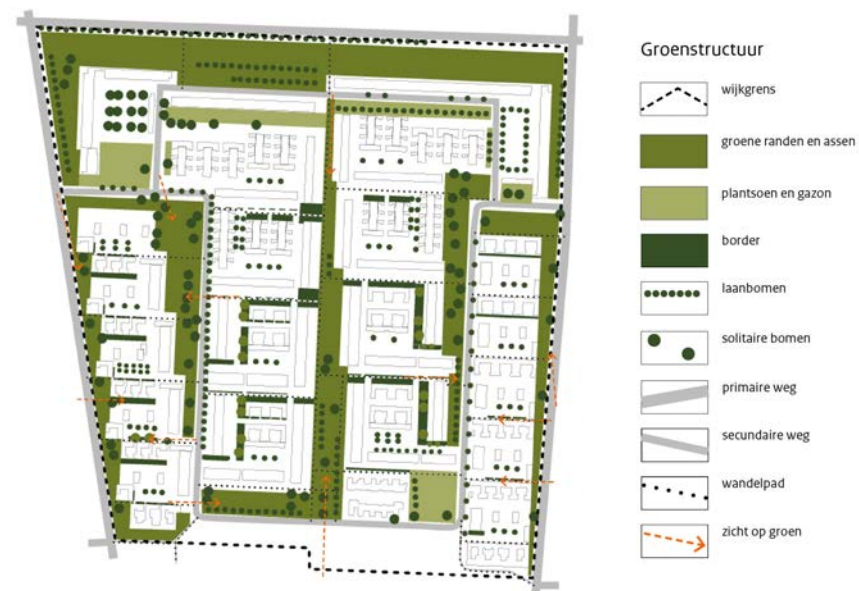 Groenstructuur
wijkgrens
groene randen en assen
plantsoen en gazon
border
laanbomen
solitaire bomen
primaire weg
secundaire weg
wandelpad
zicht op groen